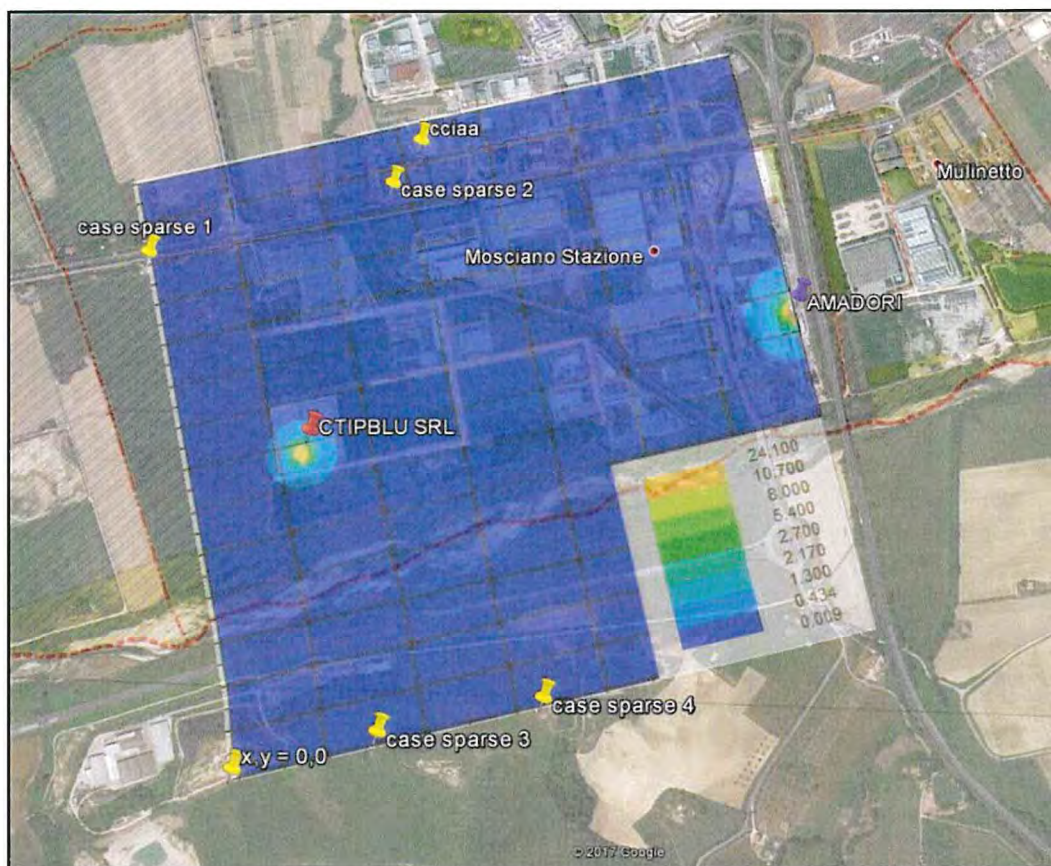 cciaa
case sparse 2
Mulinetto
case sparse 1
Mosciano Stazione
AMADORI
CTIPBLU SRL
24.100
10.700
8.000
5.400
2.700
2.170
1.300
0.434
0.009
case sparse 4
case sparse 3
x,y = 0,0
© 2017 Google